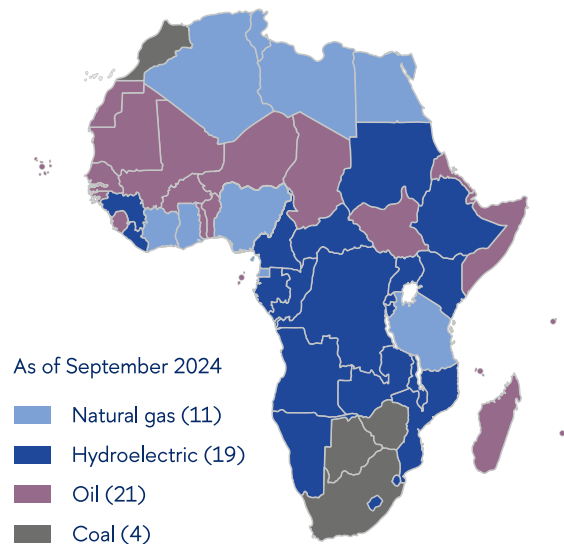 As of September 2024
Natural gas (11)
Hydroelectric (19)
Oil (21)
Coal (4)